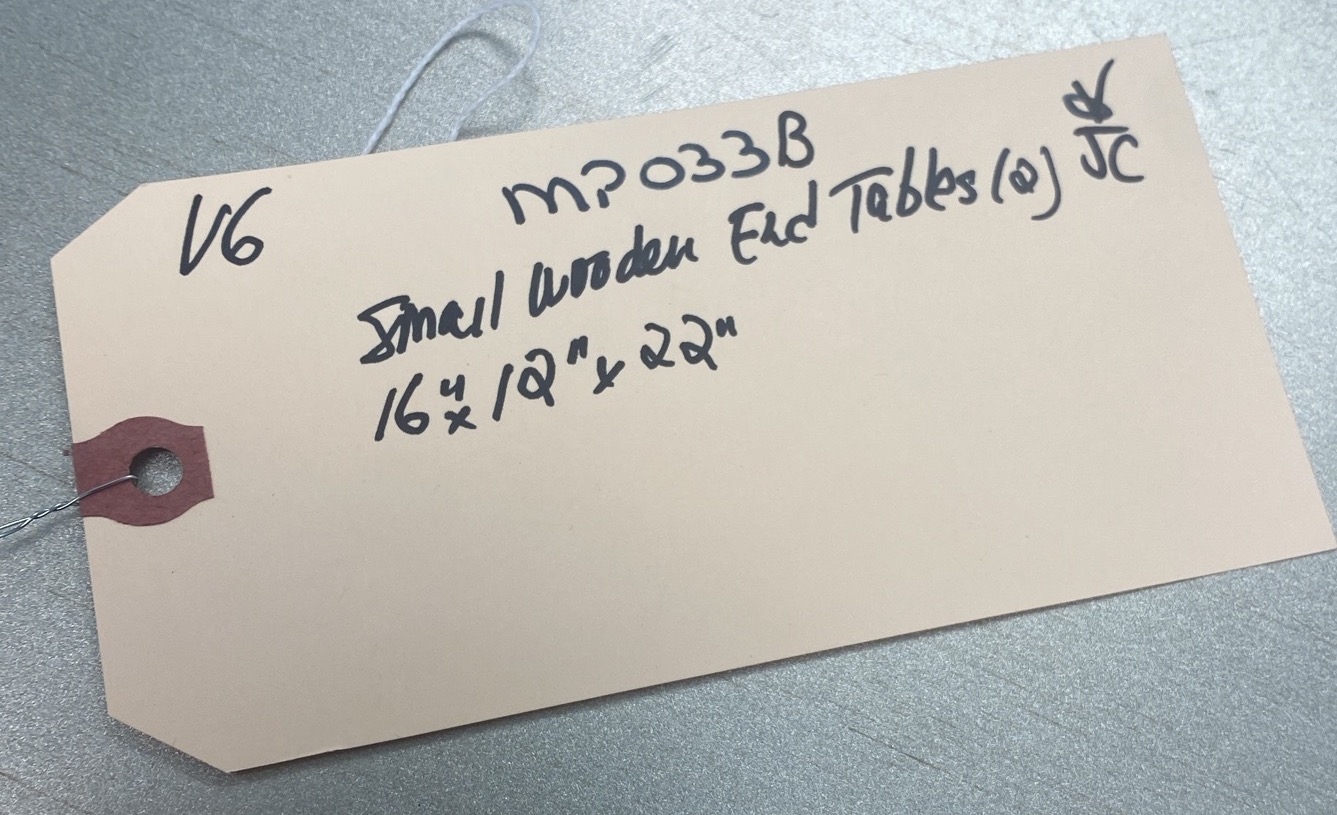 V6
MP033B
Small Wooden End Tables (2)
JC
16" x 12" x 22"